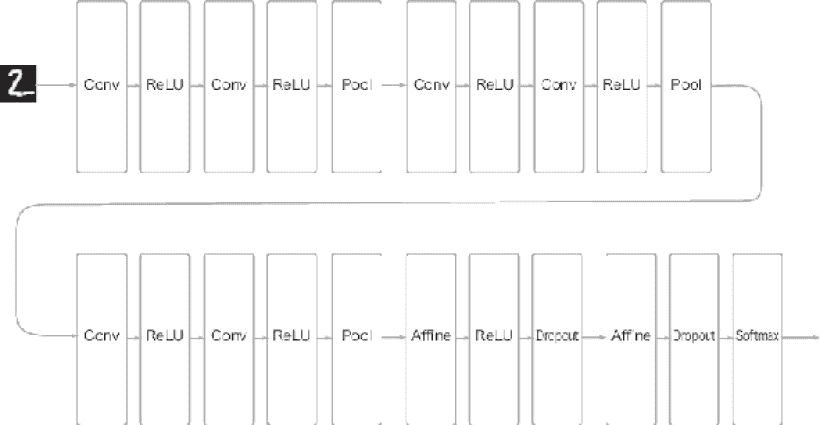 2 Conv ReLU Conv ReLU Pool Conv ReLU Conv ReLU Pool
Conv ReLU Conv ReLU Pool Affine ReLU Dropout Affine Dropout Softmax